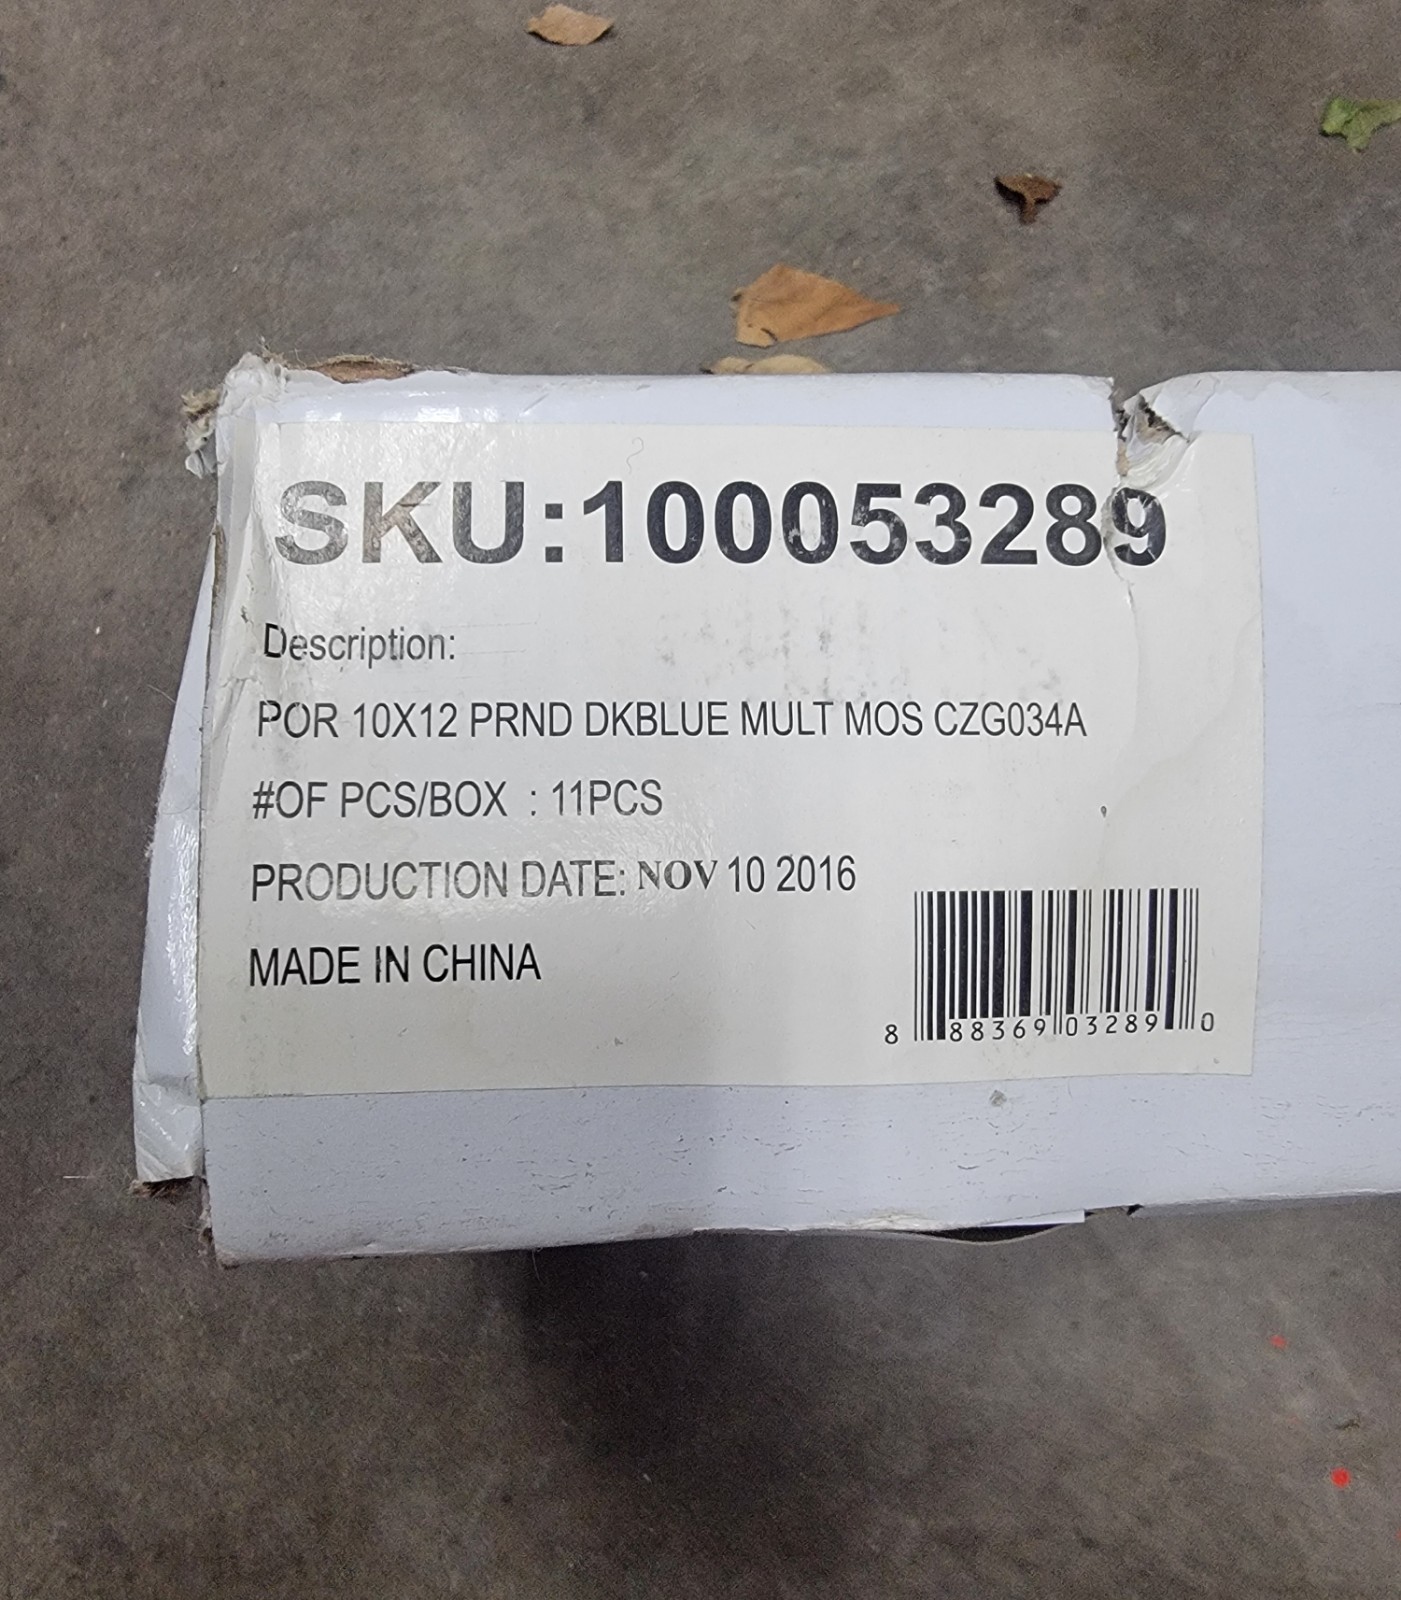 SKU:100053289
Description:
POR 10X12 PRND DKBLUE MULT MOS CZG034A
#OF PCS/BOX : 11PCS
PRODUCTION DATE: NOV 10 2016
MADE IN CHINA
8 88369 03289 0